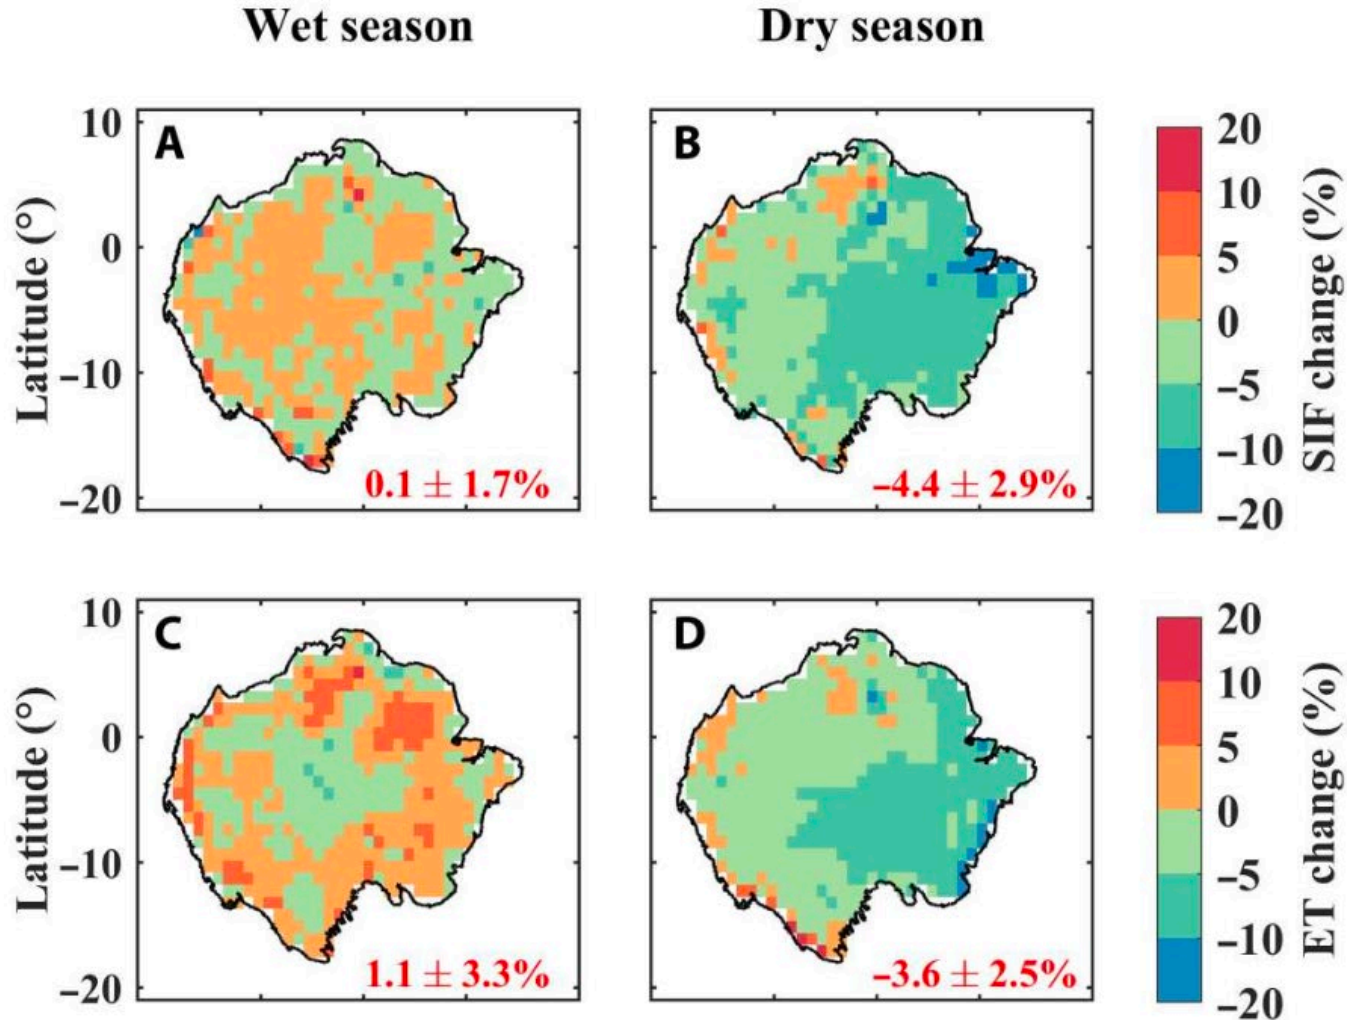 Wet season
Dry season
A
B
10
0
−10
−20
Latitude (°)
0.1 ± 1.7%
−4.4 ± 2.9%
20
10
5
0
−5
−10
−20
SIF change (%)
C
D
10
0
−10
−20
Latitude (°)
1.1 ± 3.3%
−3.6 ± 2.5%
20
10
5
0
−5
−10
−20
ET change (%)